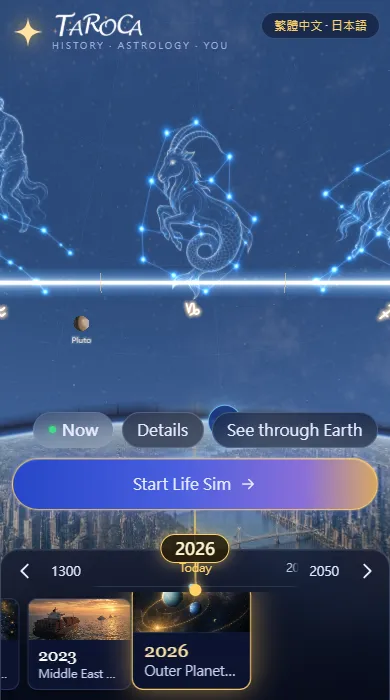 TAROCA
HISTORY · ASTROLOGY · YOU
繁體中文 · 日本語
♑
Pluto
Now
Details
See through Earth
Start Life Sim →
2026
Today
1300
20
2050
2023
Middle East ...
2026
Outer Planet...